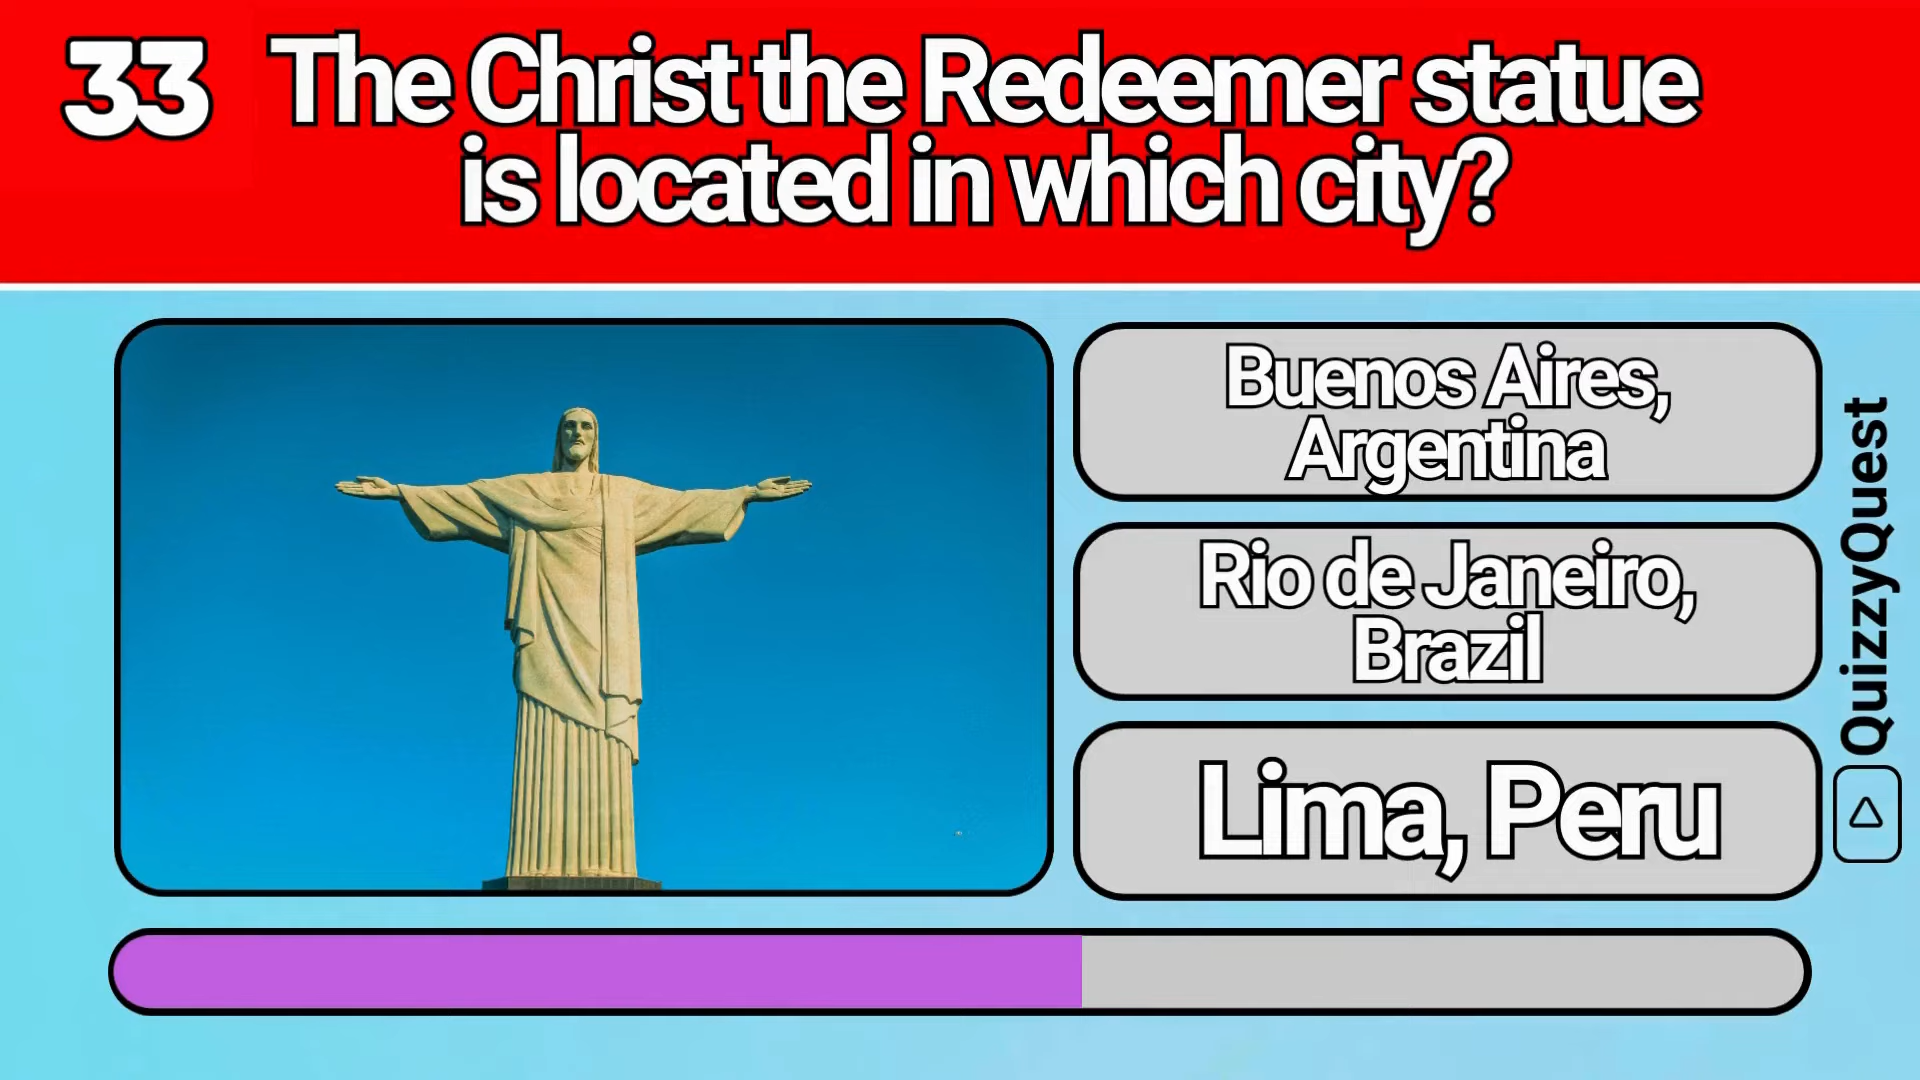 33
The Christ the Redeemer statue
is located in which city?
Buenos Aires,
Argentina
Rio de Janeiro,
Brazil
Lima, Peru
QuizzyQuest